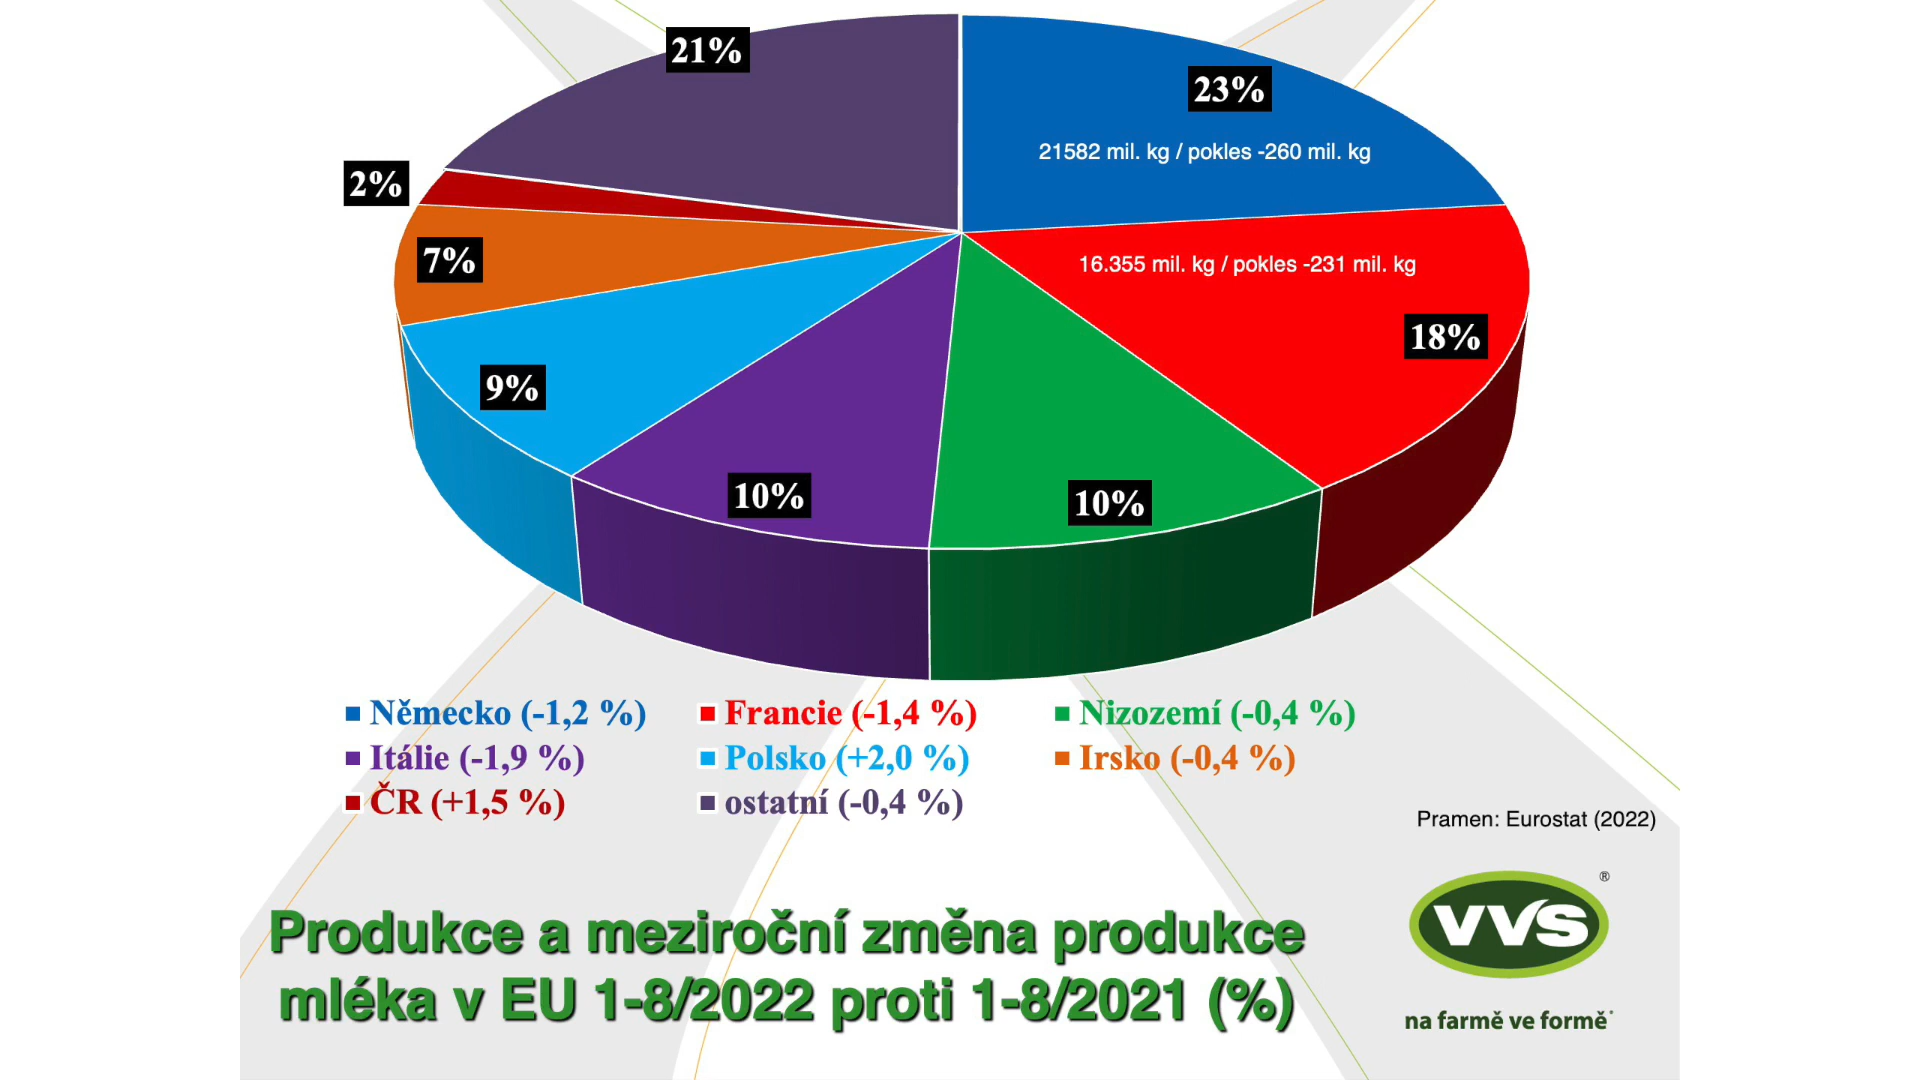 21%
23%
21582 mil. kg / pokles -260 mil. kg
2%
7%
16.355 mil. kg / pokles -231 mil. kg
18%
9%
10%
10%
Německo (-1,2 %)
Francie (-1,4 %)
Nizozemí (-0,4 %)
Itálie (-1,9 %)
Polsko (+2,0 %)
Irsko (-0,4 %)
ČR (+1,5 %)
ostatní (-0,4 %)
Pramen: Eurostat (2022)
Produkce a meziroční změna produkce
mléka v EU 1-8/2022 proti 1-8/2021 (%)
VVS ®
na farmě ve formě